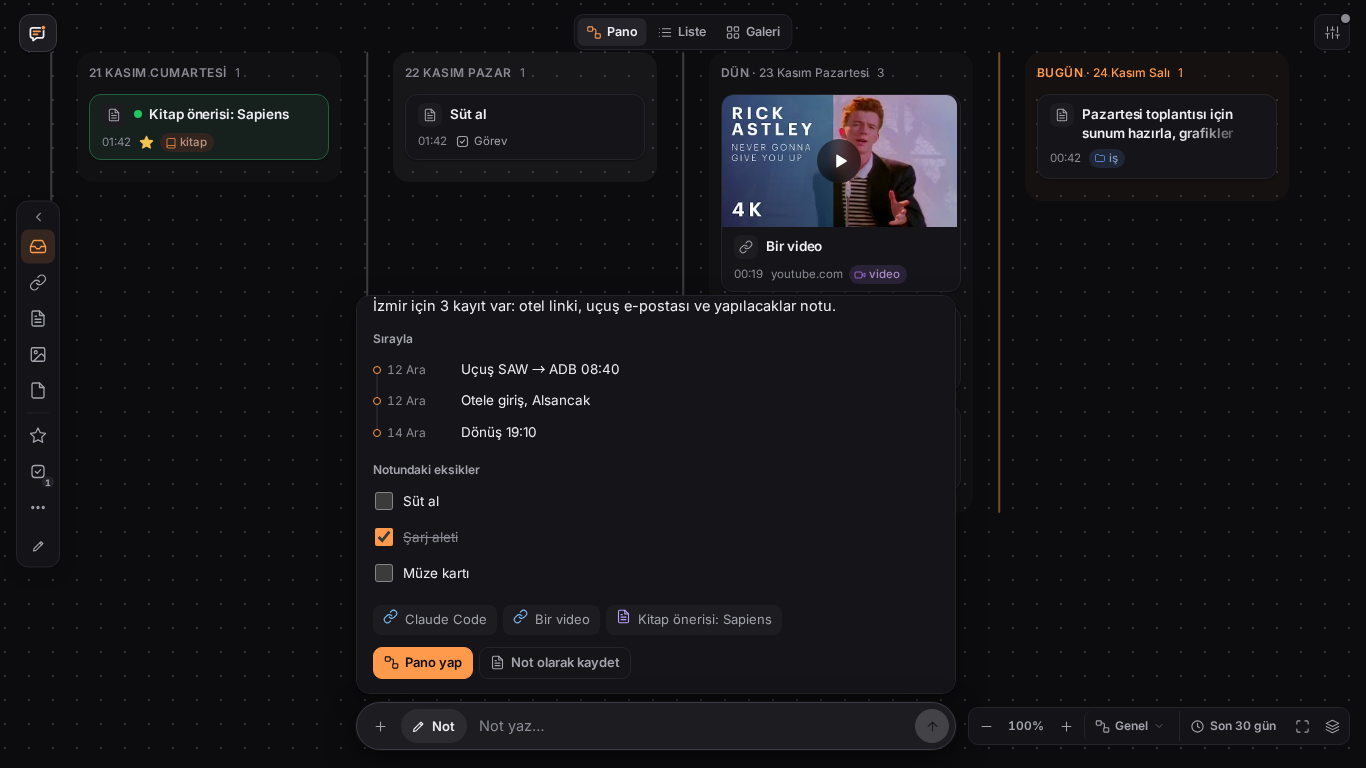 Pano
Liste
Galeri
21 KASIM CUMARTESİ 1
Kitap önerisi: Sapiens
01:42
kitap
22 KASIM PAZAR 1
Süt al
01:42
Görev
DÜN · 23 Kasım Pazartesi 3
RICK
ASTLEY
NEVER GONNA
GIVE YOU UP
4K
Bir video
00:19 youtube.com
video
BUGÜN · 24 Kasım Salı 1
Pazartesi toplantısı için
sunum hazırla, grafikler
00:42
iş
1
İzmir için 3 kayıt var: otel linki, uçuş e-postası ve yapılacaklar notu.
Sırayla
12 Ara Uçuş SAW → ADB 08:40
12 Ara Otele giriş, Alsancak
14 Ara Dönüş 19:10
Notundaki eksikler
Süt al
Şarj aleti
Müze kartı
Claude Code
Bir video
Kitap önerisi: Sapiens
Pano yap
Not olarak kaydet
Not
Not yaz...
100%
Genel
Son 30 gün